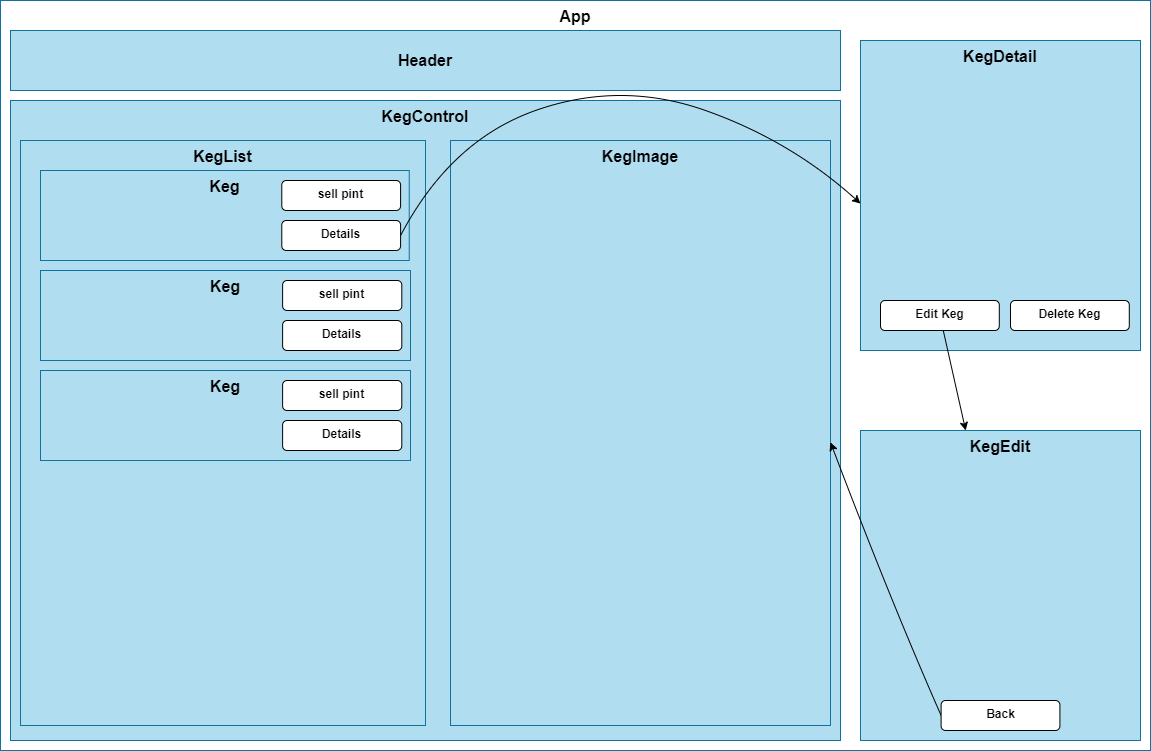 App
Header
KegControl
KegList
Keg
sell pint
Details
Keg
sell pint
Details
Keg
sell pint
Details
KegImage
KegDetail
Edit Keg
Delete Keg
KegEdit
Back